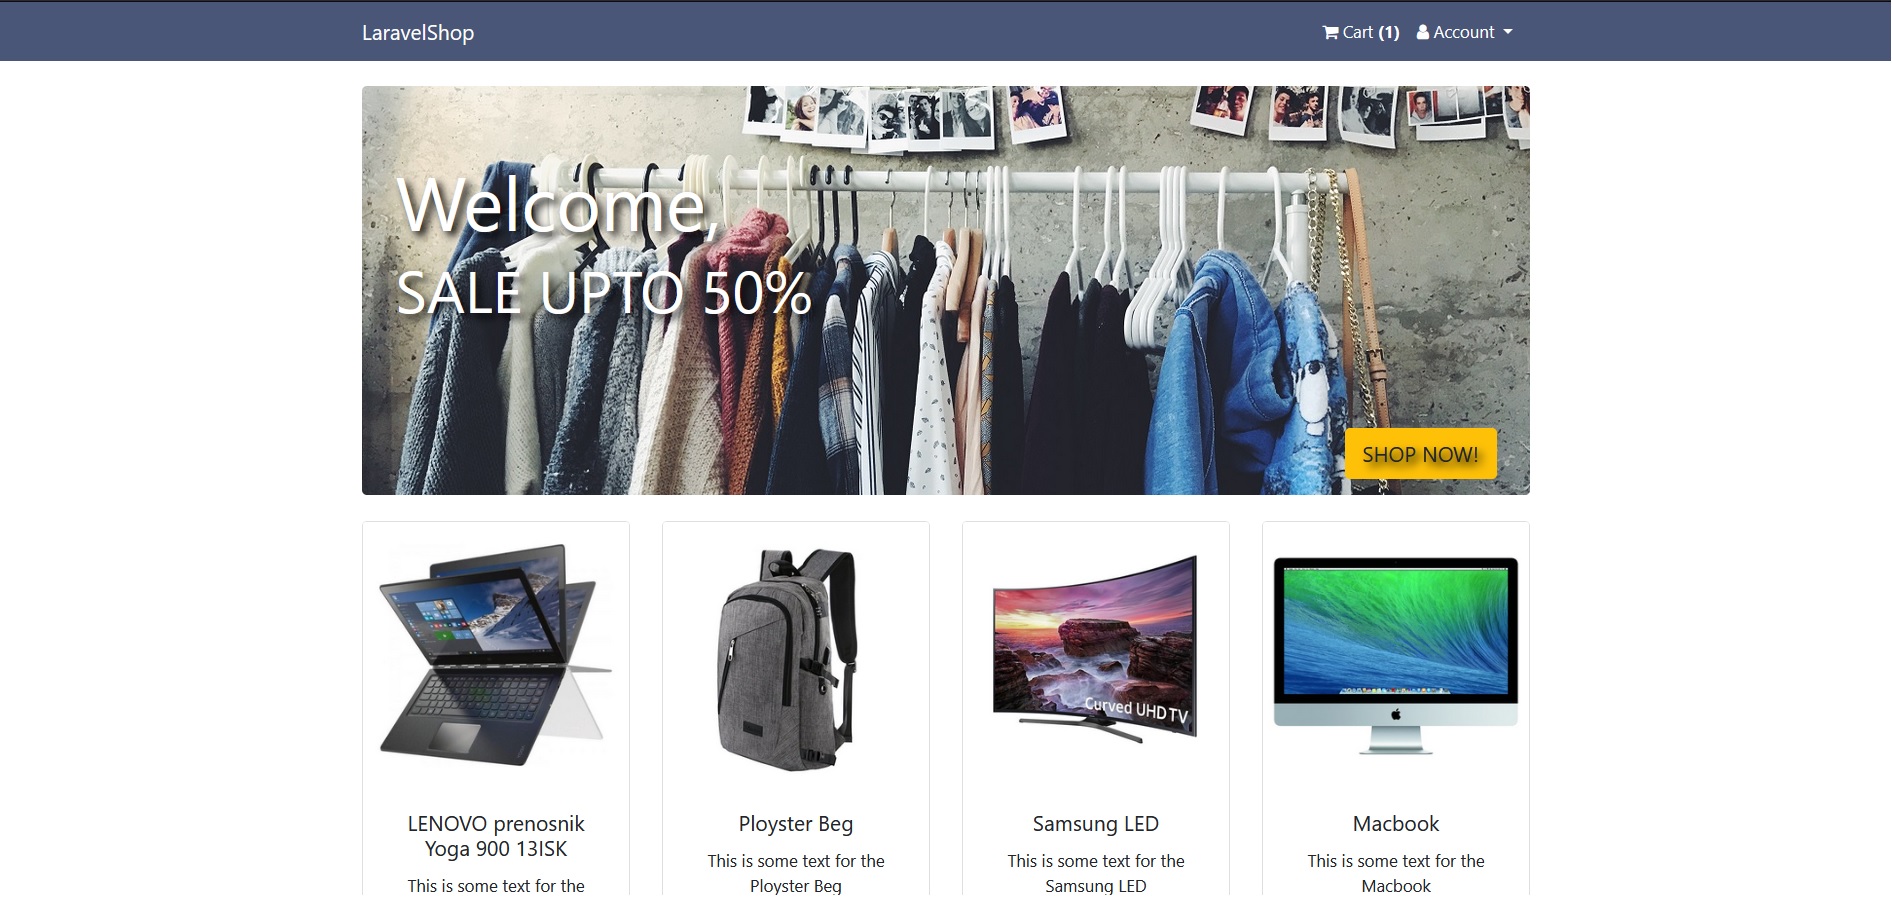 LaravelShop
Cart (1)
Account
Welcome,
SALE UPTO 50%
SHOP NOW!
Curved UHD TV
LENOVO prenosnik
Yoga 900 13ISK
This is some text for the
Ployster Beg
This is some text for the
Ployster Beg
Samsung LED
This is some text for the
Samsung LED
Macbook
This is some text for the
Macbook